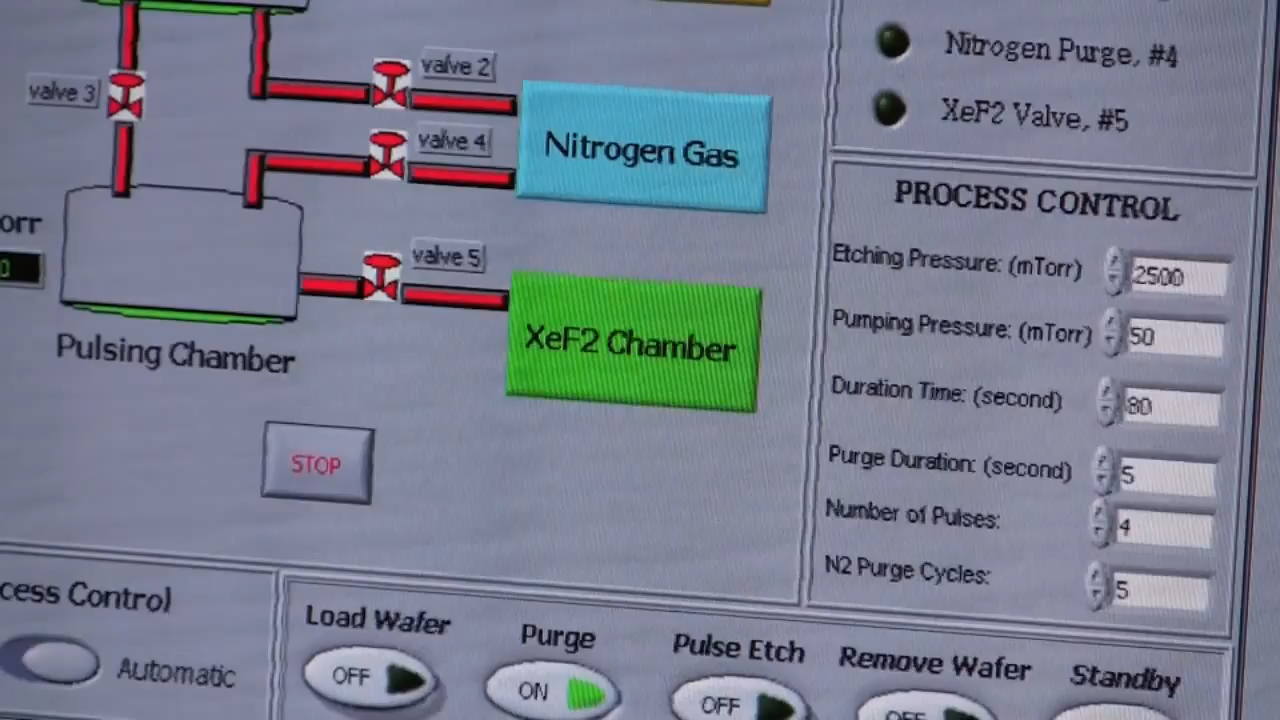 valve 2
Nitrogen Purge, #4
valve 3
XeF2 Valve, #5
valve 4
Nitrogen Gas
PROCESS CONTROL
orr
valve 5
Etching Pressure: (mTorr) 2500
0
XeF2 Chamber
Pumping Pressure: (mTorr) 50
Pulsing Chamber
Duration Time: (second) 80
STOP
Purge Duration: (second) 5
Number of Pulses: 4
N2 Purge Cycles: 5
cess Control
Automatic
Load Wafer
OFF
Purge
ON
Pulse Etch
OFF
Remove Wafer
OFF
Standby